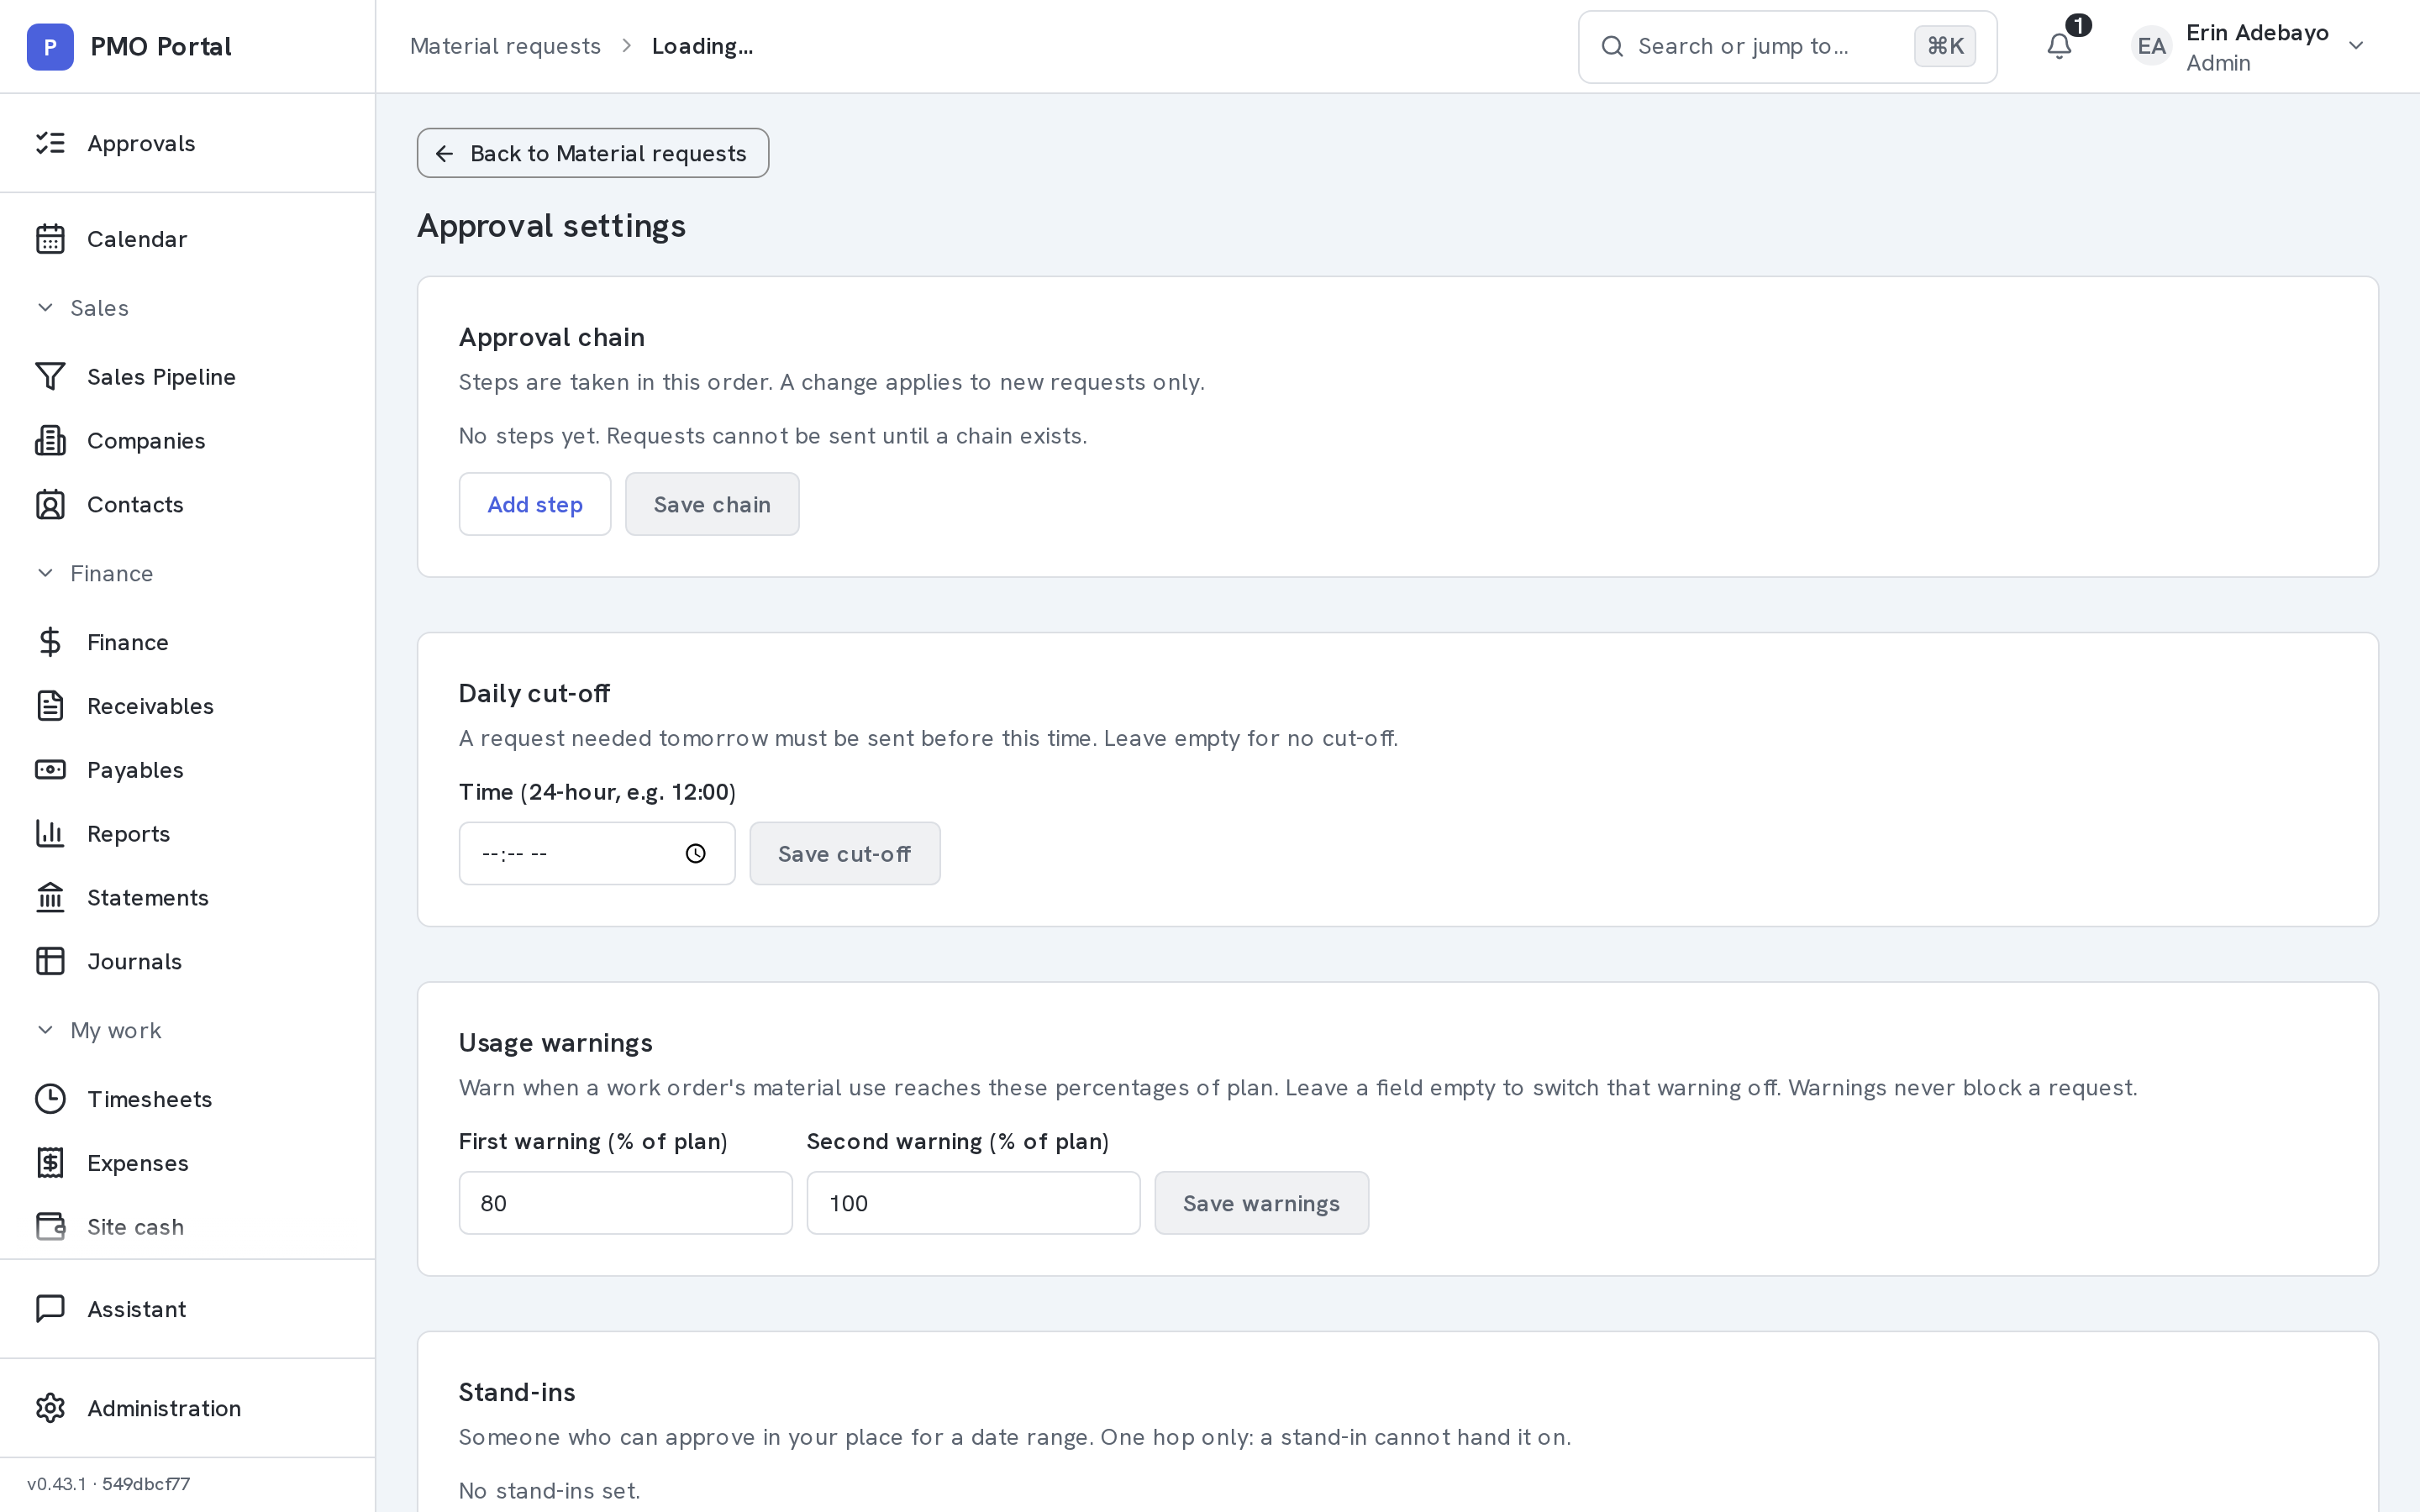 P PMO Portal
Material requests > Loading...
Search or jump to... ⌘K
1
EA Erin Adebayo
Admin
Approvals
Calendar
Sales
Sales Pipeline
Companies
Contacts
Finance
Finance
Receivables
Payables
Reports
Statements
Journals
My work
Timesheets
Expenses
Site cash
Assistant
Administration
v0.43.1 · 549dbcf77
Back to Material requests
Approval settings
Approval chain
Steps are taken in this order. A change applies to new requests only.
No steps yet. Requests cannot be sent until a chain exists.
Add step Save chain
Daily cut-off
A request needed tomorrow must be sent before this time. Leave empty for no cut-off.
Time (24-hour, e.g. 12:00)
--:-- -- Save cut-off
Usage warnings
Warn when a work order's material use reaches these percentages of plan. Leave a field empty to switch that warning off. Warnings never block a request.
First warning (% of plan) Second warning (% of plan)
80 100 Save warnings
Stand-ins
Someone who can approve in your place for a date range. One hop only: a stand-in cannot hand it on.
No stand-ins set.